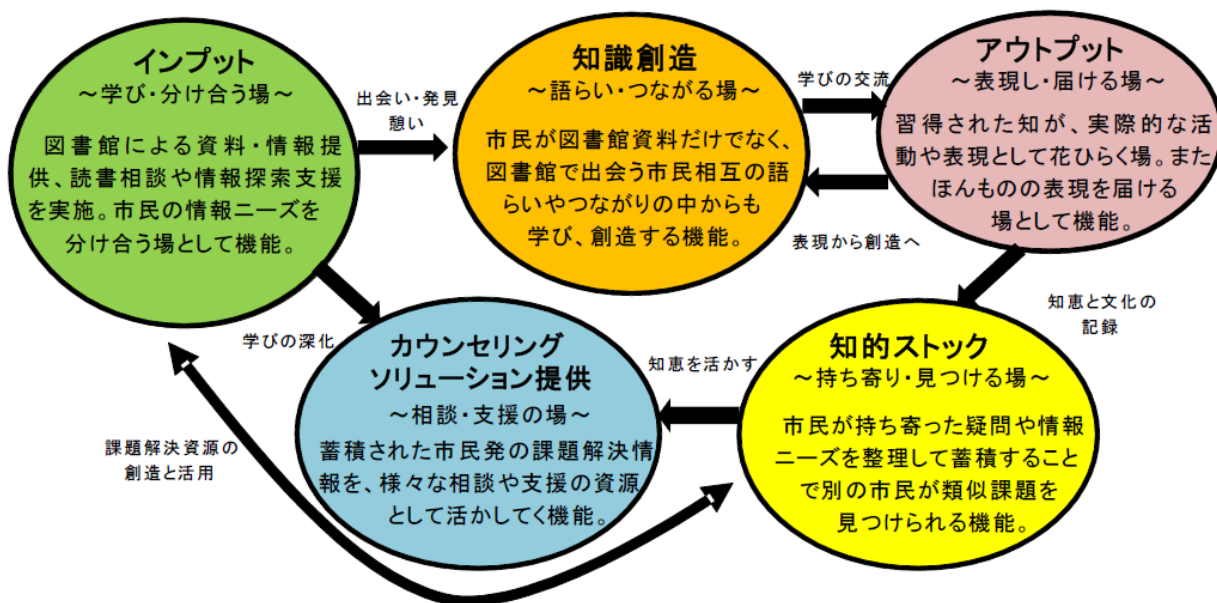 インプット
～学び・分け合う場～
図書館による資料・情報提
供、読書相談や情報探索支援
を実施。市民の情報ニーズを
分け合う場として機能。
出会い・発見
憩い
知識創造
～語らい・つながる場～
市民が図書館資料だけでなく、
図書館で出会う市民相互の語
らいやつながりの中からも
学び、創造する機能。
学びの交流
表現から創造へ
アウトプット
～表現し・届ける場～
習得された知が、実際的な活
動や表現として花ひらく場。また
ほんものの表現を届ける
場として機能。
知恵と文化の
記録
学びの深化
カウンセリング
ソリューション提供
～相談・支援の場～
蓄積された市民発の課題解決情
報を、様々な相談や支援の資源
として活かしてく機能。
知恵を活かす
知的ストック
～持ち寄り・見つける場～
市民が持ち寄った疑問や情報
ニーズを整理して蓄積すること
で別の市民が類似課題を
見つけられる機能。
課題解決資源の
創造と活用